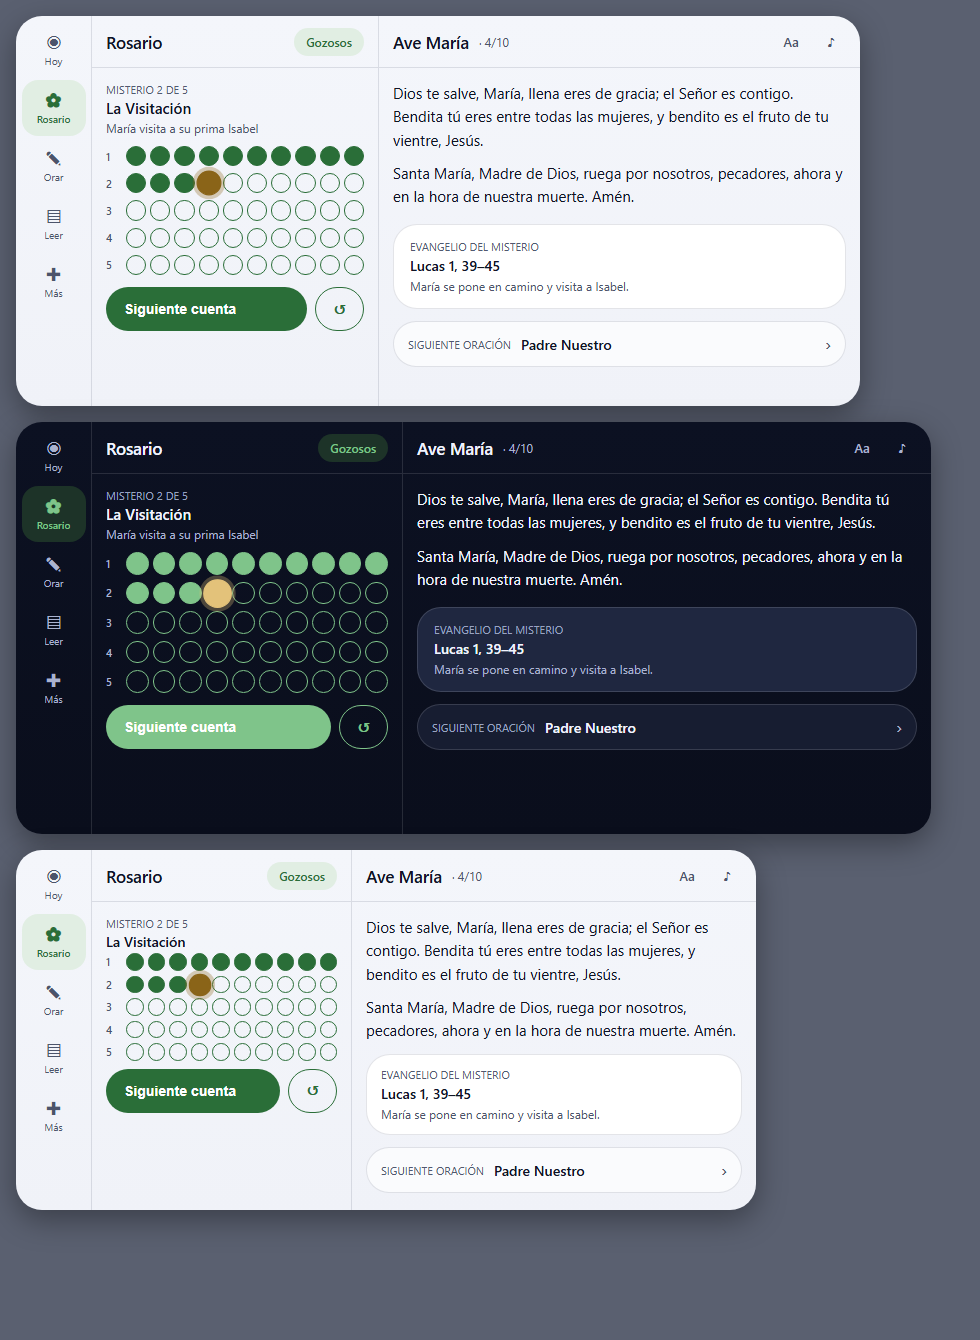 Hoy
Rosario
Orar
Leer
Más
Rosario
Gozosos
MISTERIO 2 DE 5
La Visitación
María visita a su prima Isabel
1
2
3
4
5
Siguiente cuenta
↺
Ave María · 4/10
Aa ♪
Dios te salve, María, llena eres de gracia; el Señor es contigo.
Bendita tú eres entre todas las mujeres, y bendito es el fruto de tu
vientre, Jesús.
Santa María, Madre de Dios, ruega por nosotros, pecadores, ahora y
en la hora de nuestra muerte. Amén.
EVANGELIO DEL MISTERIO
Lucas 1, 39–45
María se pone en camino y visita a Isabel.
SIGUIENTE ORACIÓN Padre Nuestro ›
Hoy
Rosario
Orar
Leer
Más
Rosario
Gozosos
MISTERIO 2 DE 5
La Visitación
María visita a su prima Isabel
1
2
3
4
5
Siguiente cuenta
↺
Ave María · 4/10
Aa ♪
Dios te salve, María, llena eres de gracia; el Señor es contigo. Bendita tú
eres entre todas las mujeres, y bendito es el fruto de tu vientre, Jesús.
Santa María, Madre de Dios, ruega por nosotros, pecadores, ahora y en la
hora de nuestra muerte. Amén.
EVANGELIO DEL MISTERIO
Lucas 1, 39–45
María se pone en camino y visita a Isabel.
SIGUIENTE ORACIÓN Padre Nuestro ›
Hoy
Rosario
Orar
Leer
Más
Rosario
Gozosos
MISTERIO 2 DE 5
La Visitación
1
2
3
4
5
Siguiente cuenta
↺
Ave María · 4/10
Aa ♪
Dios te salve, María, llena eres de gracia; el Señor es
contigo. Bendita tú eres entre todas las mujeres, y
bendito es el fruto de tu vientre, Jesús.
Santa María, Madre de Dios, ruega por nosotros,
pecadores, ahora y en la hora de nuestra muerte. Amén.
EVANGELIO DEL MISTERIO
Lucas 1, 39–45
María se pone en camino y visita a Isabel.
SIGUIENTE ORACIÓN Padre Nuestro ›